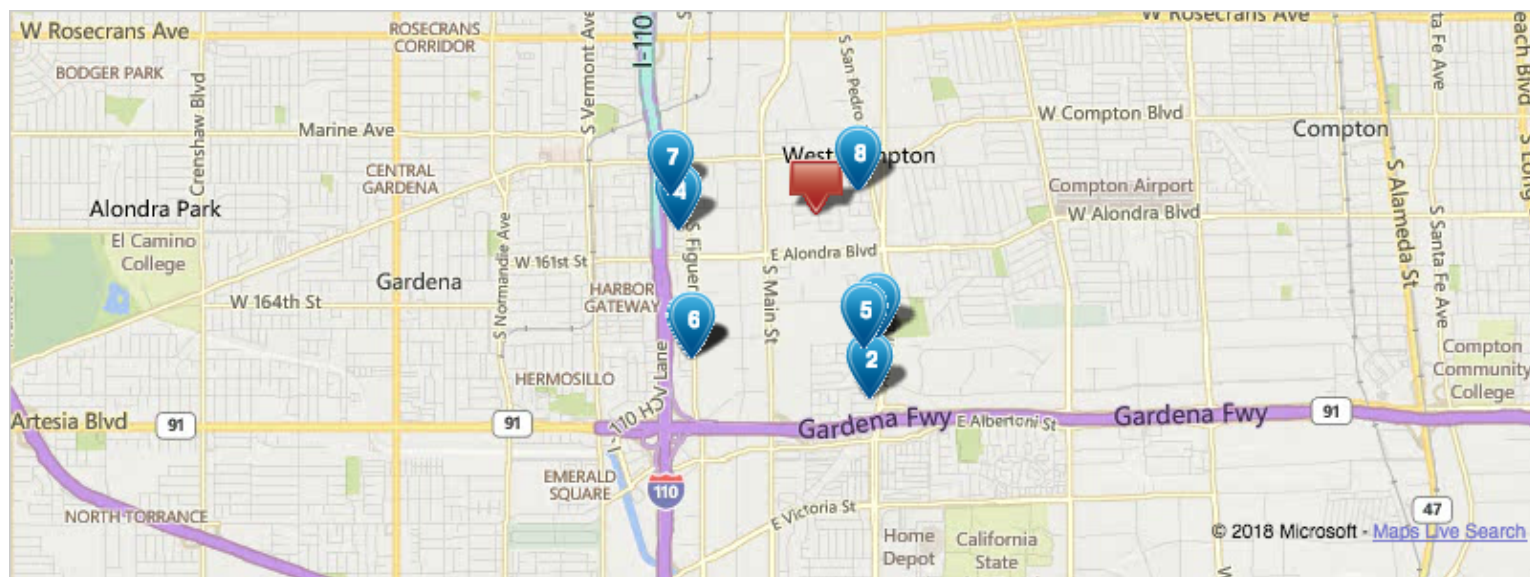 W Rosecrans Ave
ROSECRANS
CORRIDOR
I-110
S Vermont Ave
W Rosecrans Ave
BODGER PARK
Crenshaw Blvd
Marine Ave
S San Pedro
W Compton Blvd
Compton
7
8
4
CENTRAL
GARDENA
Compton Airport
Alondra Park
W Alondra Blvd
S Alameda St
El Camino
College
S Normandie Ave
W 161st St
E Alondra Blvd
S Santa Fe Ave
Gardena
HARBOR
GATEWAY
S Main St
W 164th St
6
5
2
HERMOSILLO
I-110 HOV Lane
Compton
Community
College
Artesia Blvd
91
91
Gardena Fwy
E Albertoni St
Gardena Fwy
91
EMERALD
SQUARE
110
NORTH TORRANCE
E Victoria St
47
Home
Depot
California
State
© 2018 Microsoft - Maps Live Search